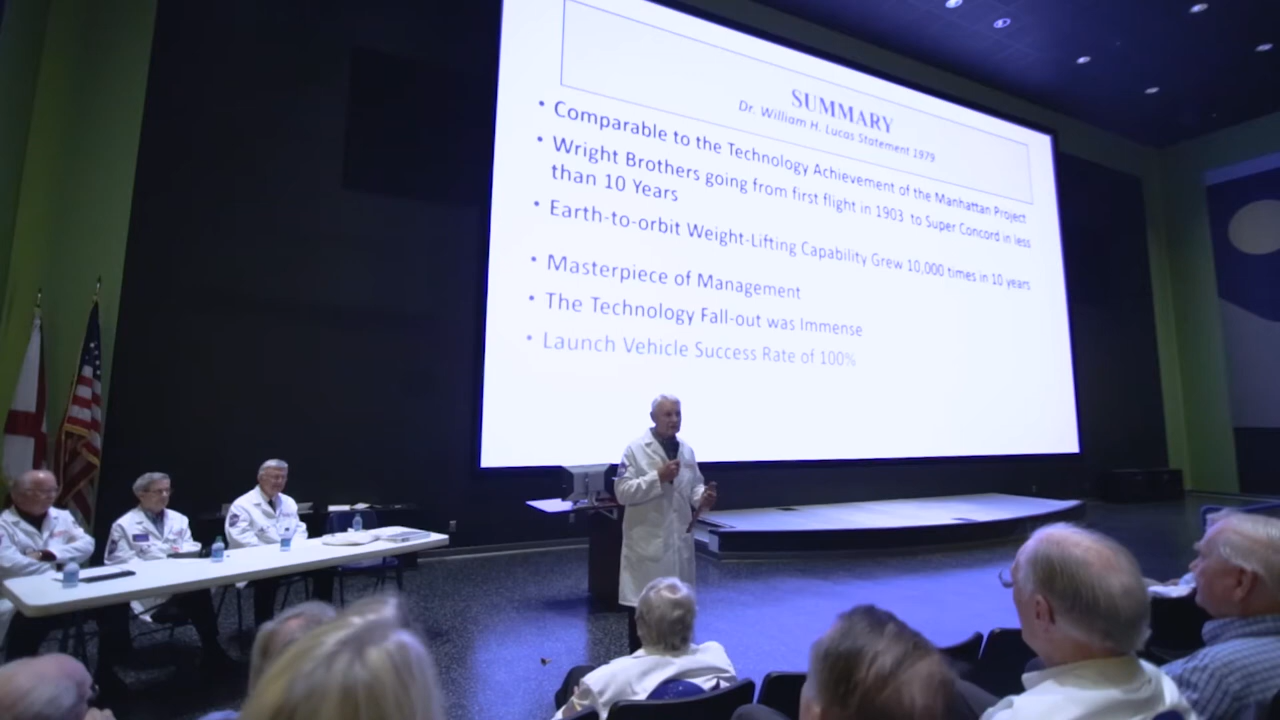 SUMMARY
Dr. William H. Lucas Statement 1979
• Comparable to the Technology Achievement of the Manhattan Project
• Wright Brothers going from first flight in 1903 to Super Concord in less
than 10 Years
• Earth-to-orbit Weight-Lifting Capability Grew 10,000 times in 10 years
• Masterpiece of Management
• The Technology Fall-out was Immense
• Launch Vehicle Success Rate of 100%